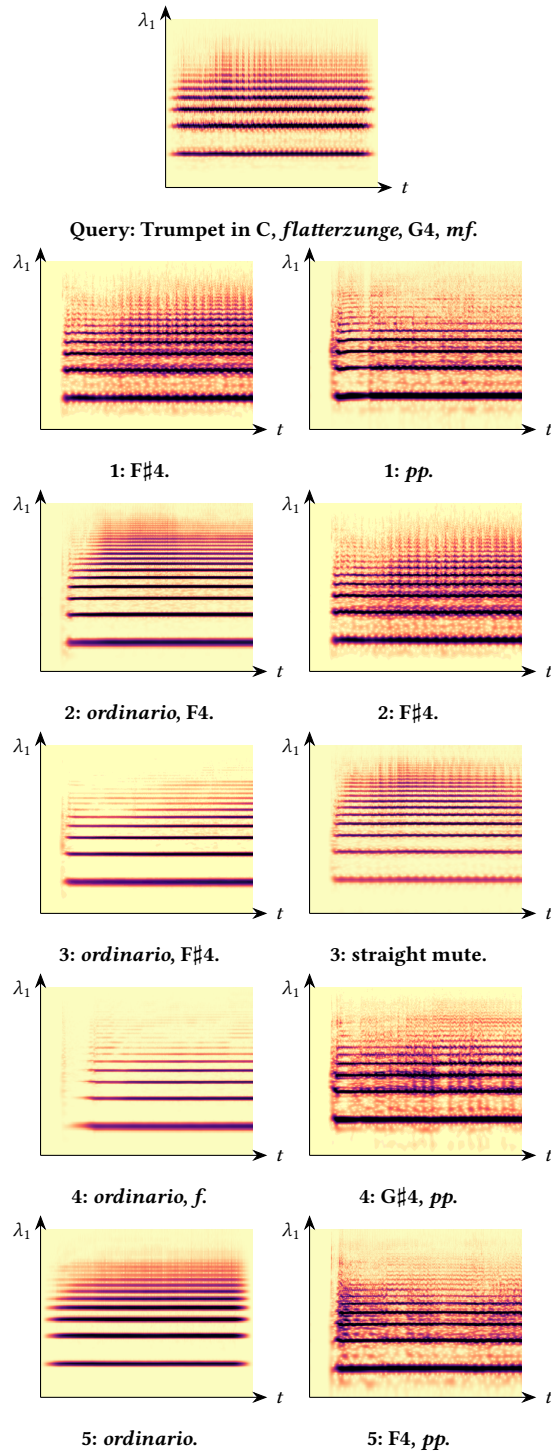 λ₁
t
Query: Trumpet in C, flatterzunge, G4, mf.
λ₁ t λ₁ t
1: F♯4. 1: pp.
λ₁ t λ₁ t
2: ordinario, F4. 2: F♯4.
λ₁ t λ₁ t
3: ordinario, F♯4. 3: straight mute.
λ₁ t λ₁ t
4: ordinario, f. 4: G♯4, pp.
λ₁ t λ₁ t
5: ordinario. 5: F4, pp.